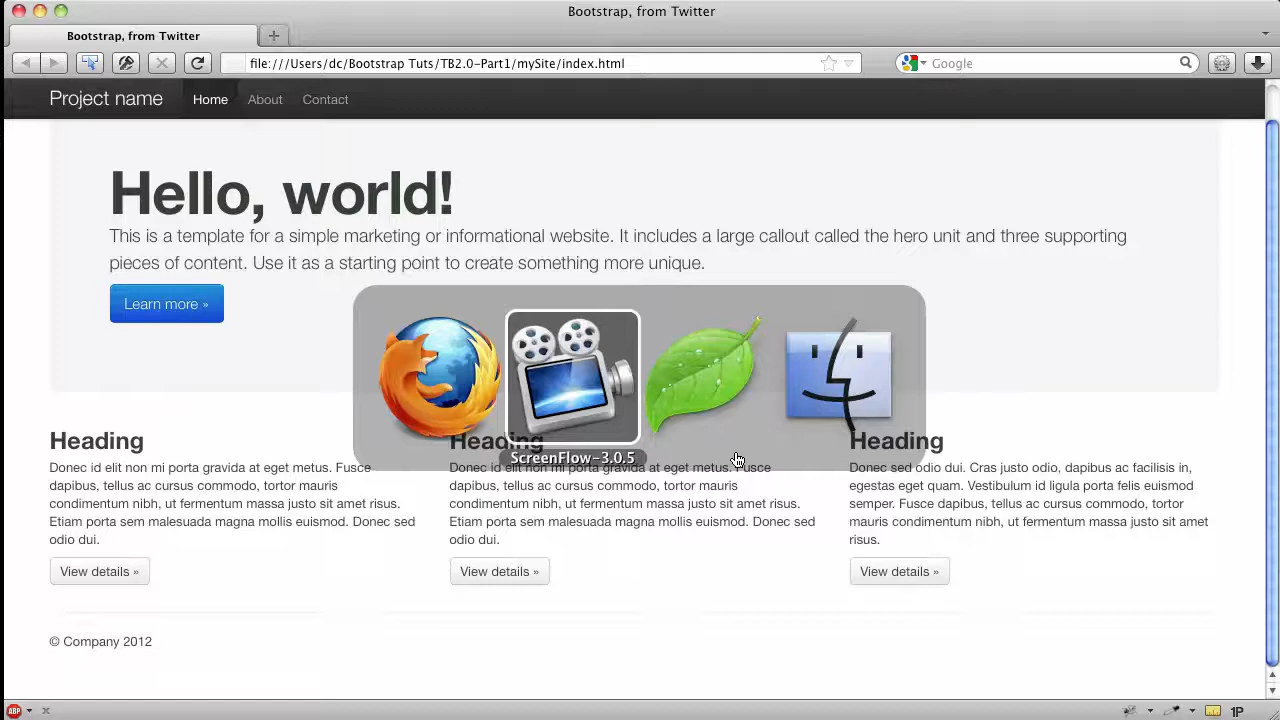 Bootstrap, from Twitter
Bootstrap, from Twitter
file:///Users/dc/Bootstrap Tuts/TB2.0-Part1/mySite/index.html
Google
Project name
Home
About
Contact
Hello, world!
This is a template for a simple marketing or informational website. It includes a large callout called the hero unit and three supporting
pieces of content. Use it as a starting point to create something more unique.
Learn more »
ScreenFlow-3.0.5
Heading
Donec id elit non mi porta gravida at eget metus. Fusce
dapibus, tellus ac cursus commodo, tortor mauris
condimentum nibh, ut fermentum massa justo sit amet risus.
Etiam porta sem malesuada magna mollis euismod. Donec sed
odio dui.
View details »
Heading
Donec id elit non mi porta gravida at eget metus. Fusce
dapibus, tellus ac cursus commodo, tortor mauris
condimentum nibh, ut fermentum massa justo sit amet risus.
Etiam porta sem malesuada magna mollis euismod. Donec sed
odio dui.
View details »
Heading
Donec sed odio dui. Cras justo odio, dapibus ac facilisis in,
egestas eget quam. Vestibulum id ligula porta felis euismod
semper. Fusce dapibus, tellus ac cursus commodo, tortor
mauris condimentum nibh, ut fermentum massa justo sit amet
risus.
View details »
© Company 2012
ABP
1P